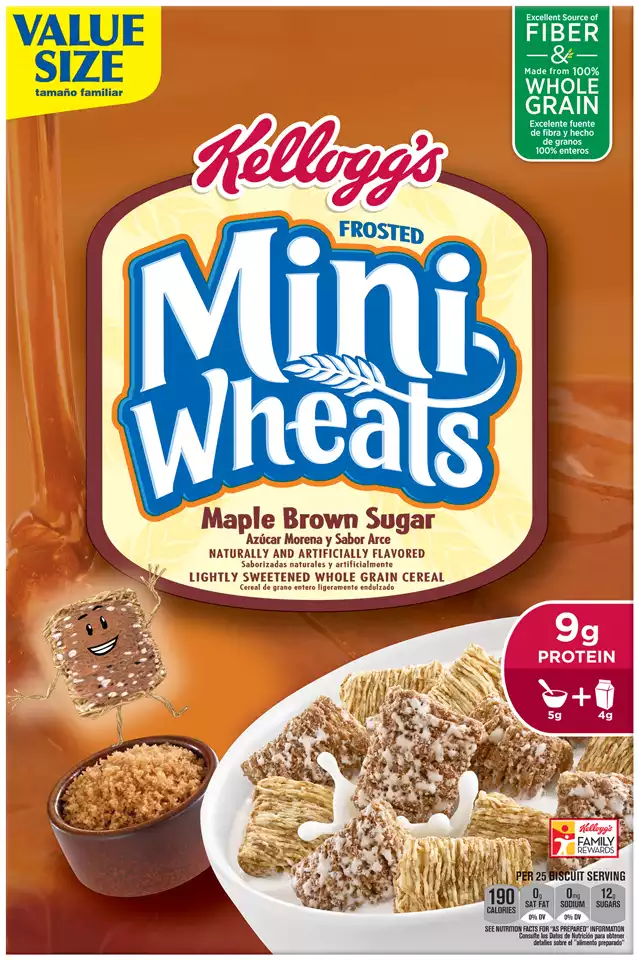 VALUE
SIZE
tamaño familiar
Excellent Source of
FIBER
&
Made from 100%
WHOLE
GRAIN
Excelente fuente
de fibra y hecho
de granos
100% enteros
Kellogg's
FROSTED
Mini
Wheats
Maple Brown Sugar
Azúcar Morena y Sabor Arce
NATURALLY AND ARTIFICIALLY FLAVORED
Saborizadas naturales y artificialmente
LIGHTLY SWEETENED WHOLE GRAIN CEREAL
Cereal de grano entero ligeramente endulzado
9g
PROTEIN
+
5g 4g
Kellogg's
FAMILY
REWARDS
PER 25 BISCUIT SERVING
190
CALORIES
0g
SAT FAT
0% DV
0mg
SODIUM
0% DV
12g
SUGARS
SEE NUTRITION FACTS FOR "AS PREPARED" INFORMATION
Consulte los Datos de Nutrición para obtener
detalles sobre el "alimento preparado"